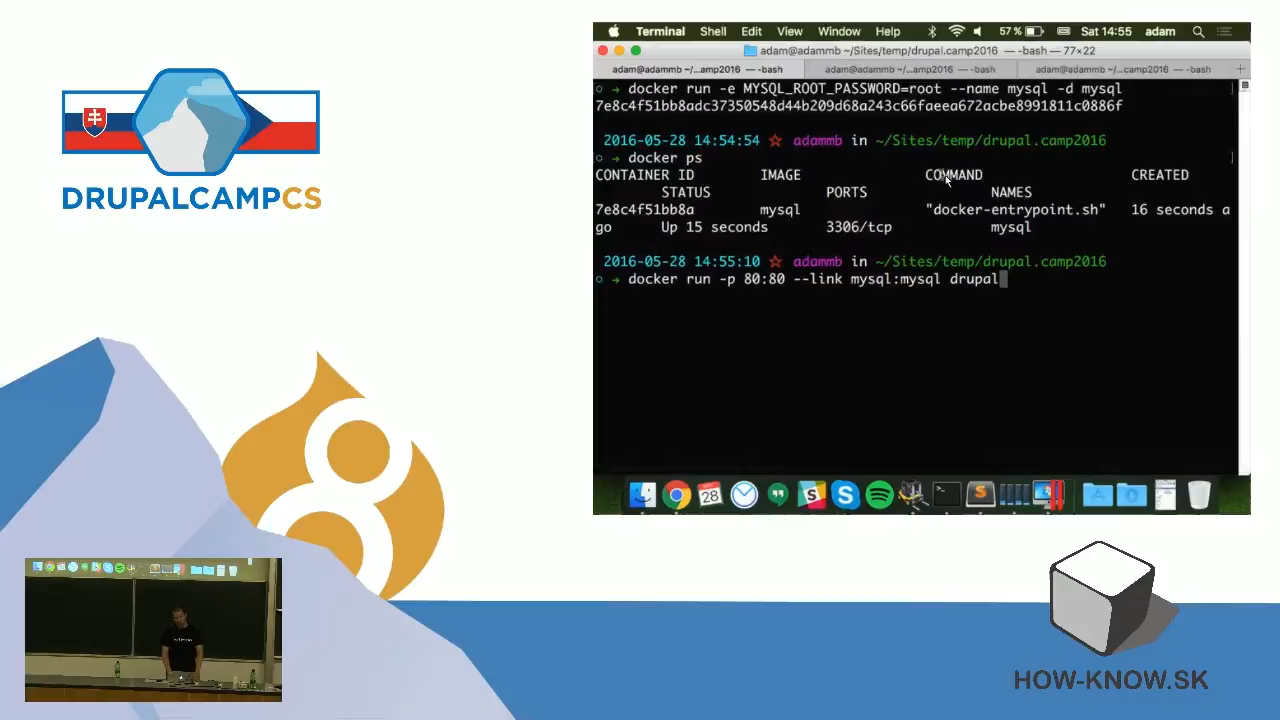 DRUPALCAMPCS
Terminal Shell Edit View Window Help 57 % Sat 14:55 adam
adam@adammb ~/Sites/temp/drupal.camp2016 — -bash — 77×22
adam@adammb ~/...amp2016 — -bash adam@adammb ~/...amp2016 — -bash adam@adammb ~/...camp2016 — -bash +
○ → docker run -e MYSQL_ROOT_PASSWORD=root --name mysql -d mysql
7e8c4f51bb8adc37350548d44b209d68a243c66faeea672acbe8991811c0886f
2016-05-28 14:54:54 ☆ adammb in ~/Sites/temp/drupal.camp2016
○ → docker ps
CONTAINER ID IMAGE COMMAND CREATED
STATUS PORTS NAMES
7e8c4f51bb8a mysql "docker-entrypoint.sh" 16 seconds a
go Up 15 seconds 3306/tcp mysql
2016-05-28 14:55:10 ☆ adammb in ~/Sites/temp/drupal.camp2016
○ → docker run -p 80:80 --link mysql:mysql drupal
28
8
HOW-KNOW.SK